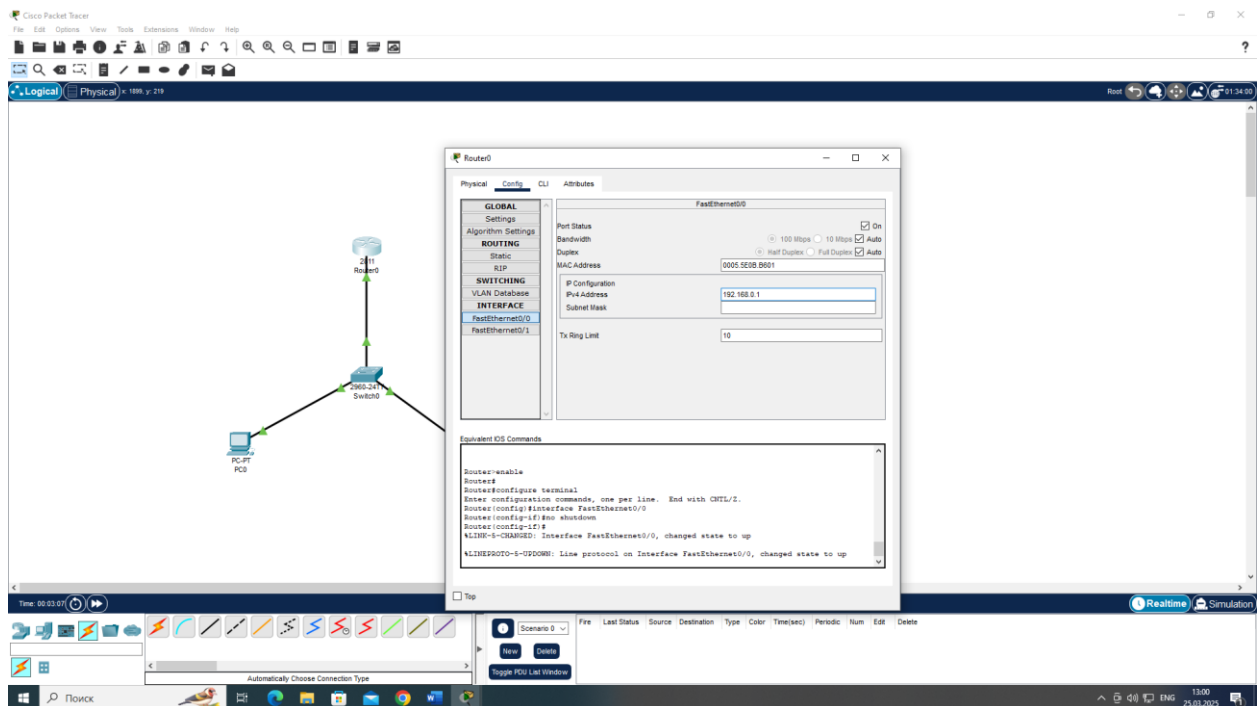 Cisco Packet Tracer
File Edit Options View Tools Extensions Window Help
?
Logical Physical x: 1899, y: 219 Root 01:34:00
Router0
Physical Config CLI Attributes
GLOBAL
Settings
Algorithm Settings
ROUTING
Static
RIP
SWITCHING
VLAN Database
INTERFACE
FastEthernet0/0
FastEthernet0/1
FastEthernet0/0
Port Status On
Bandwidth 100 Mbps 10 Mbps Auto
Duplex Half Duplex Full Duplex Auto
MAC Address 0005.5E0B.B601
IP Configuration
IPv4 Address 192.168.0.1
Subnet Mask
Tx Ring Limit 10
Equivalent IOS Commands
Router>enable
Router#
Router#configure terminal
Enter configuration commands, one per line. End with CNTL/Z.
Router(config)#interface FastEthernet0/0
Router(config-if)#no shutdown
Router(config-if)#
%LINK-5-CHANGED: Interface FastEthernet0/0, changed state to up
%LINEPROTO-5-UPDOWN: Line protocol on Interface FastEthernet0/0, changed state to up
Top
2811
Router0
2960-24TT
Switch0
PC-PT
PC0
Time: 00:03:07 Realtime Simulation
Scenario 0
New Delete
Toggle PDU List Window
Fire Last Status Source Destination Type Color Time(sec) Periodic Num Edit Delete
Automatically Choose Connection Type
Поиск
ENG
13:00
25.03.2025